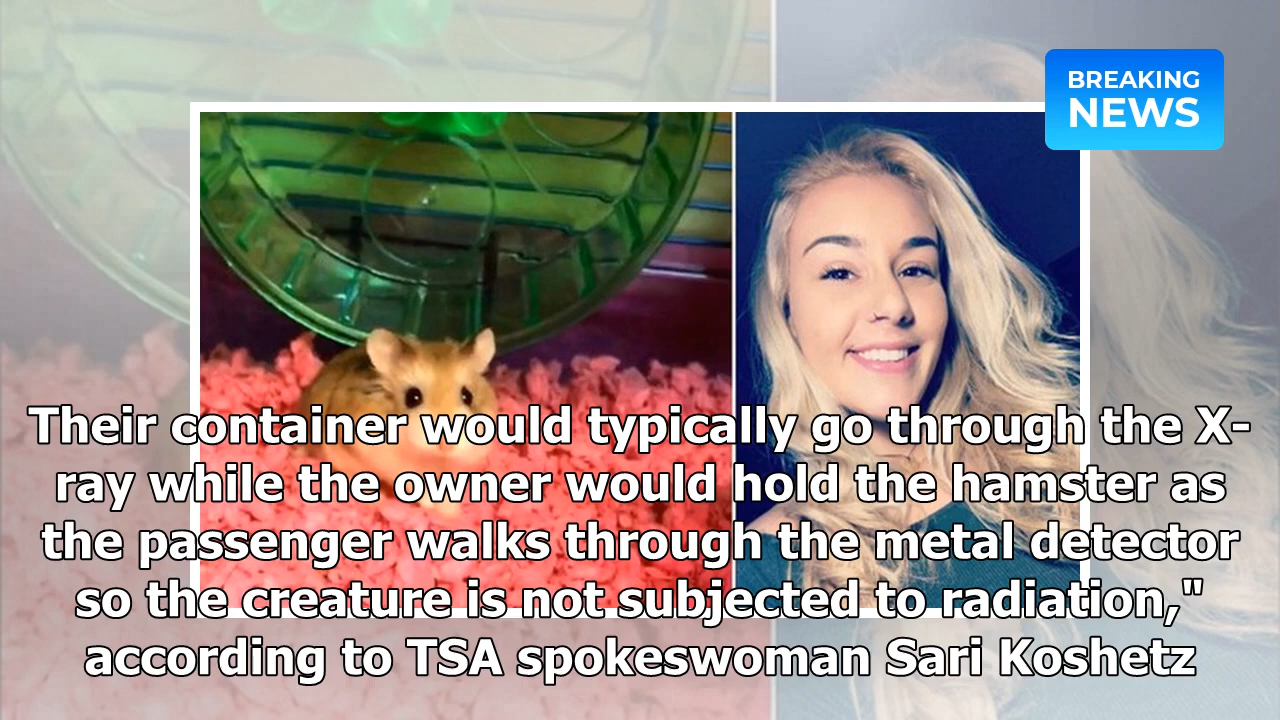 BREAKING
NEWS
Their container would typically go through the X-
ray while the owner would hold the hamster as
the passenger walks through the metal detector
so the creature is not subjected to radiation,"
according to TSA spokeswoman Sari Koshetz